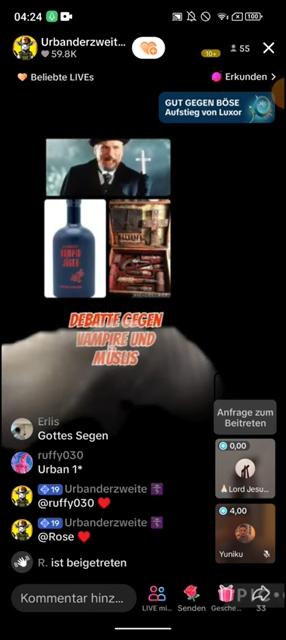 04:24
100
Urbanderzweit...
59.8K
10+
55
Beliebte LIVEs
Erkunden >
GUT GEGEN BÖSE
Aufstieg von Luxor
VAMPIR
JÄGER
DEBATTE GEGEN
VAMPIRE UND
MÜSLIS
Anfrage zum
Beitreten
Erlis
Gottes Segen
0,00
ruffy030
Urban 1*
Lord Jesu...
19 Urbanderzweite
@ruffy030 ❤️
4,00
19 Urbanderzweite
@Rose ❤️
Yuniku
R. ist beigetreten
Kommentar hinz...
LIVE mi...
Senden
Gesche...
33